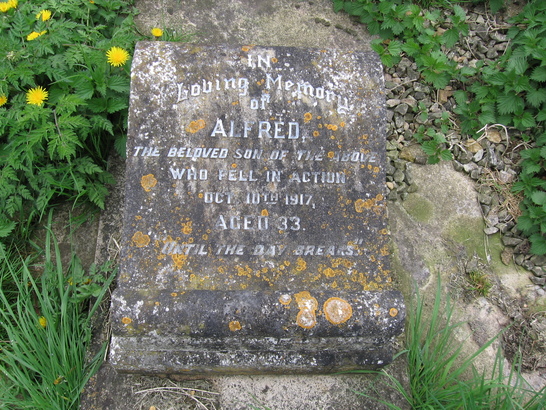 IN
Loving Memory
of
ALFRED,
THE BELOVED SON OF THE ABOVE
WHO FELL IN ACTION
OCT. 10TH 1917,
AGED 33.
"UNTIL THE DAY BREAKS."